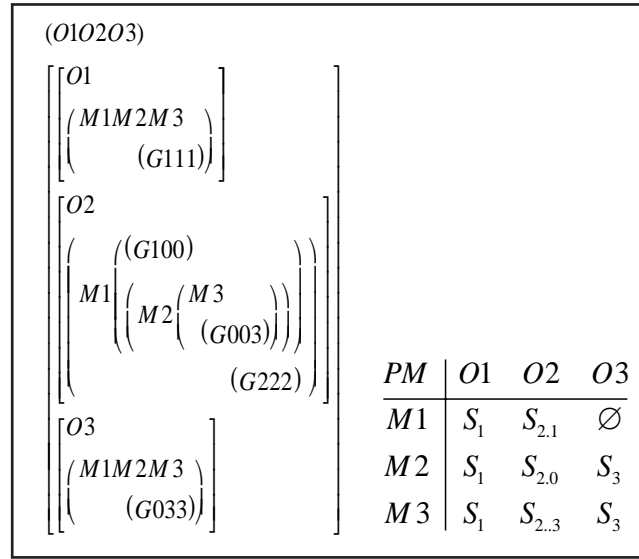 (O1O2O3)
O1
M1M2M3
(G111)
O2
(G100)
M1
M2
M3
(G003)
(G222)
O3
M1M2M3
(G033)
PM O1 O2 O3
M1 S1 S2.1 ∅
M2 S1 S2.0 S3
M3 S1 S2..3 S3